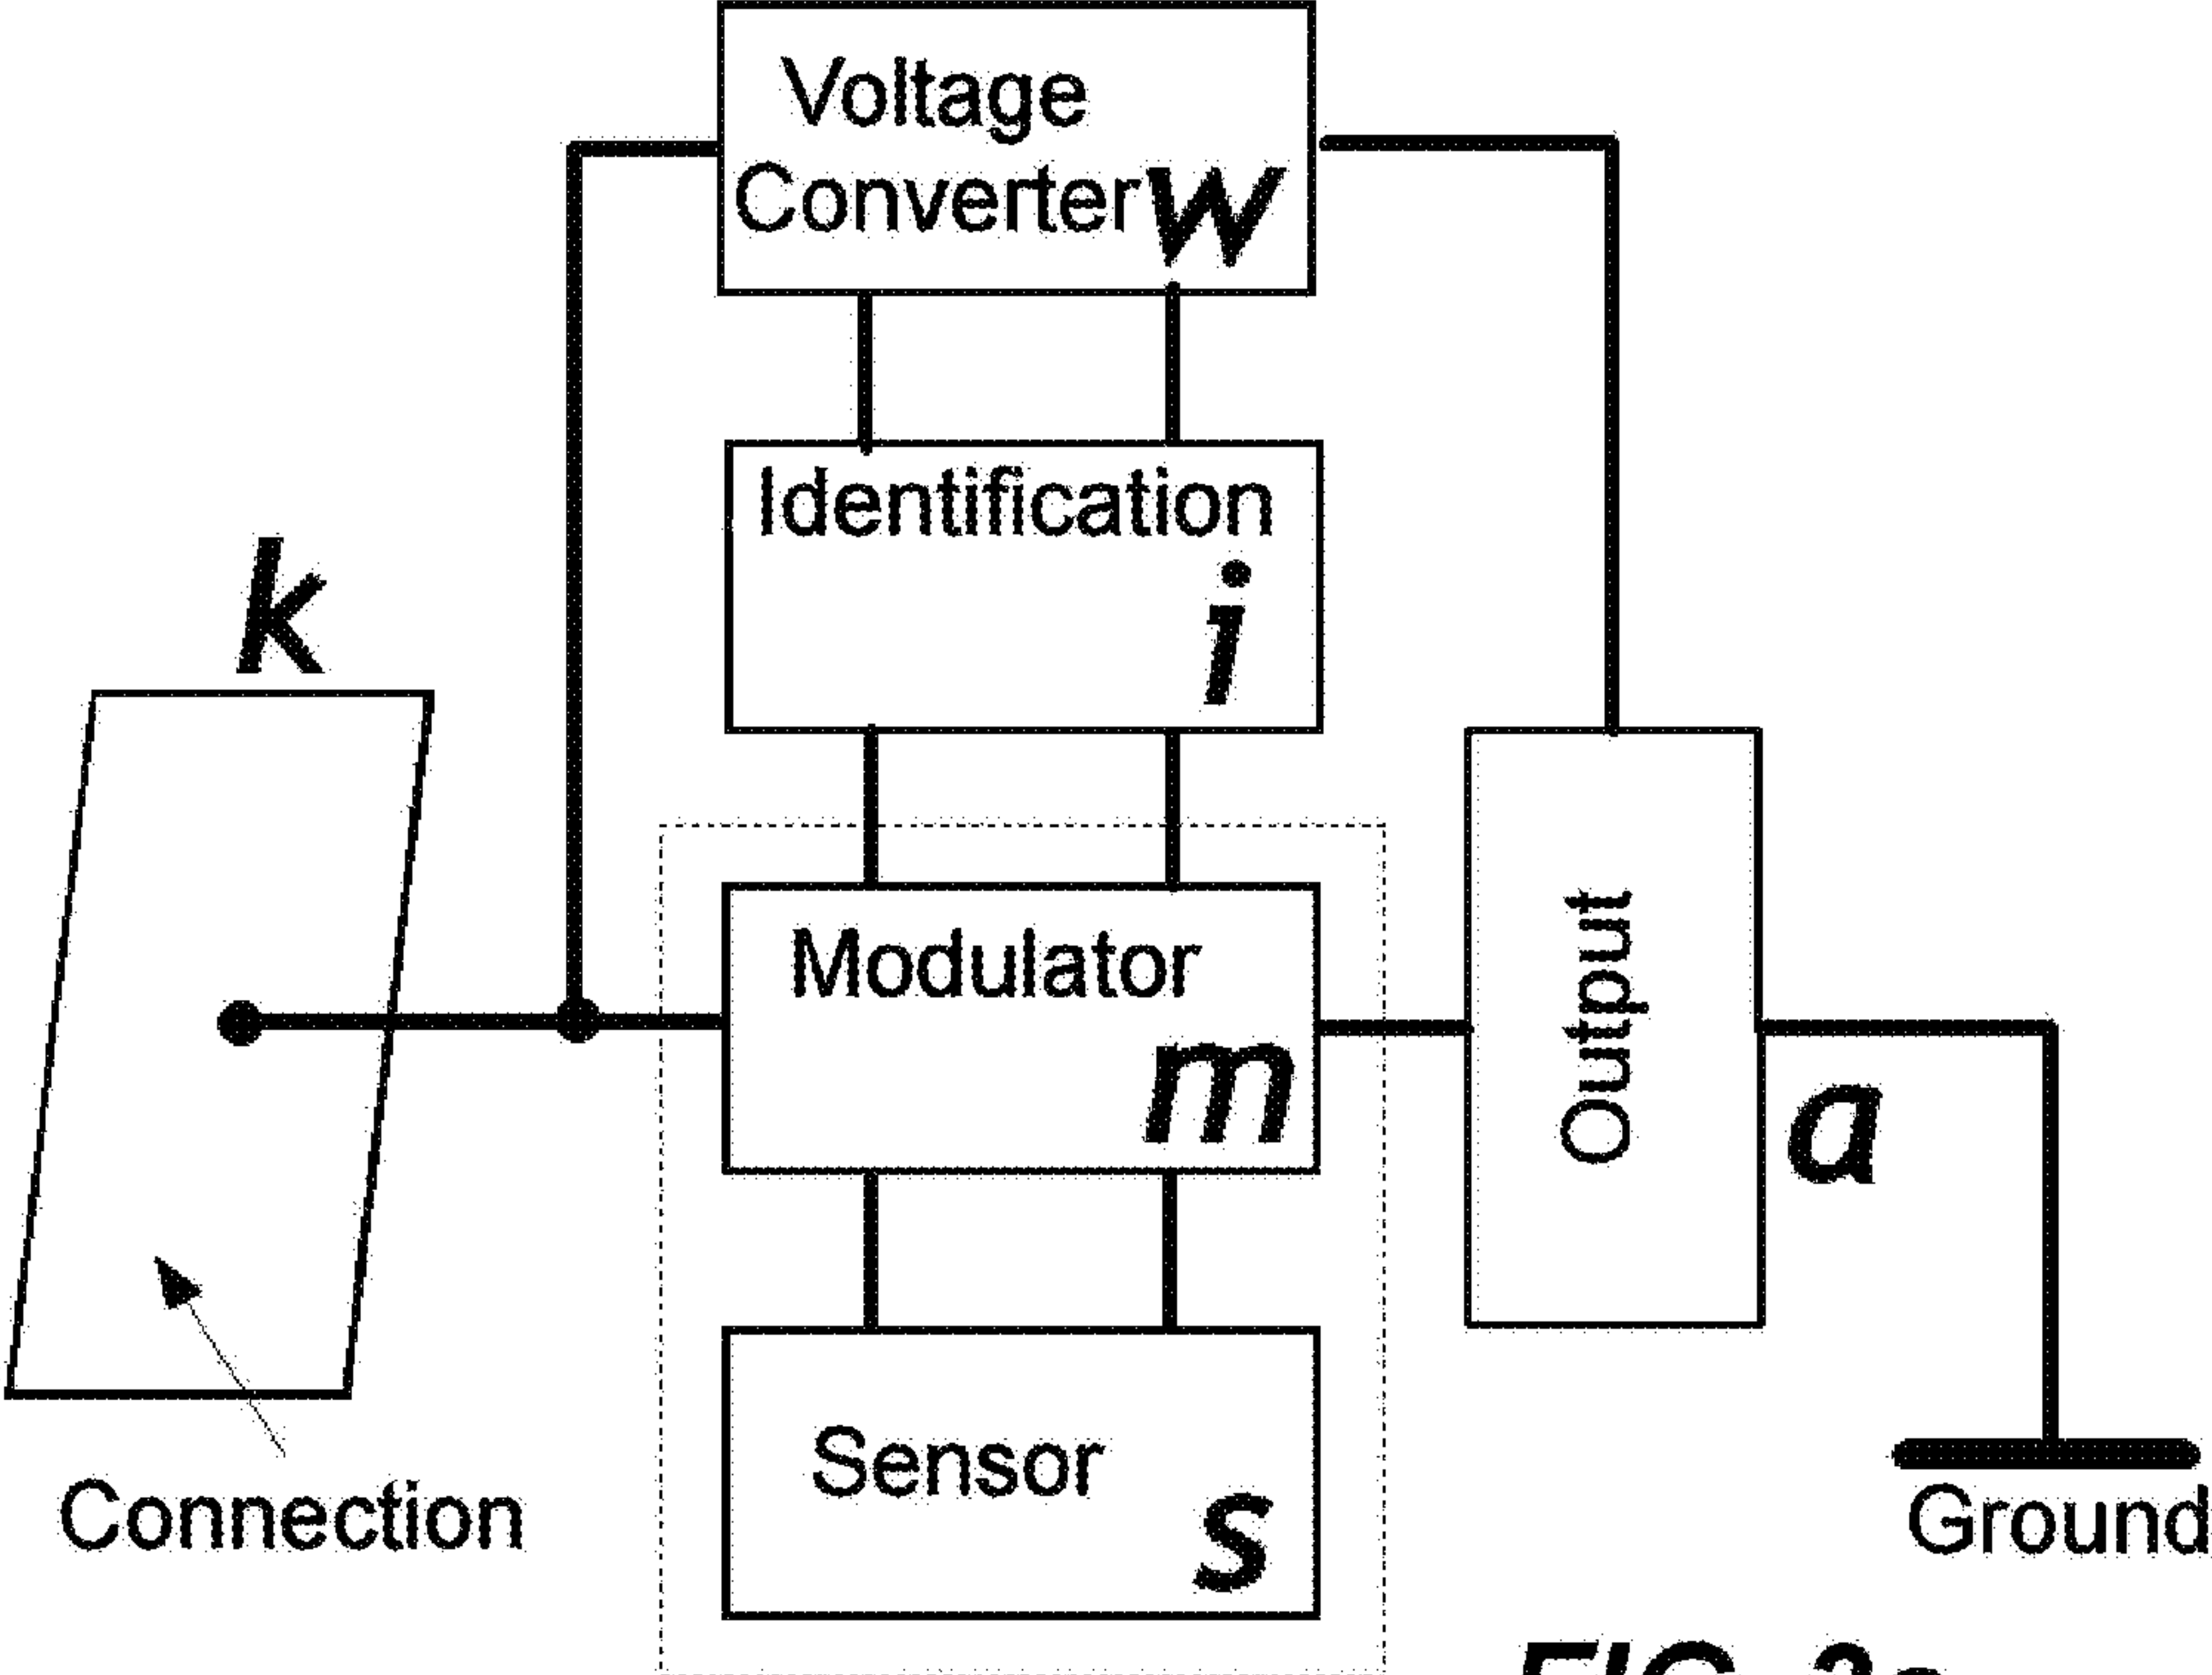 Voltage
Converter w
Identification
i
k
Modulator
m
Output
a
Sensor
s
Connection
Ground